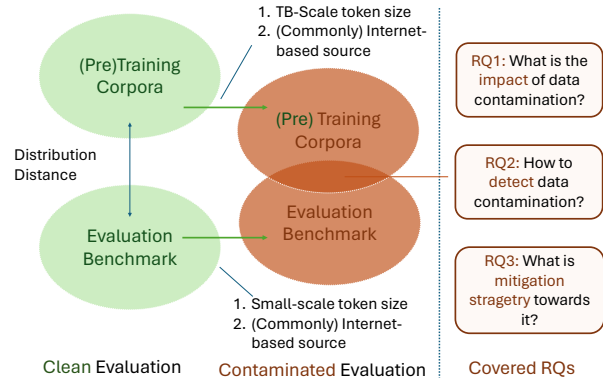 1. TB-Scale token size
2. (Commonly) Internet-
based source
(Pre)Training
Corpora
(Pre) Training
Corpora
Distribution
Distance
Evaluation
Benchmark
Evaluation
Benchmark
1. Small-scale token size
2. (Commonly) Internet-
based source
Clean Evaluation
Contaminated Evaluation
RQ1: What is the
impact of data
contamination?
RQ2: How to
detect data
contamination?
RQ3: What is
mitigation
stragetry towards
it?
Covered RQs